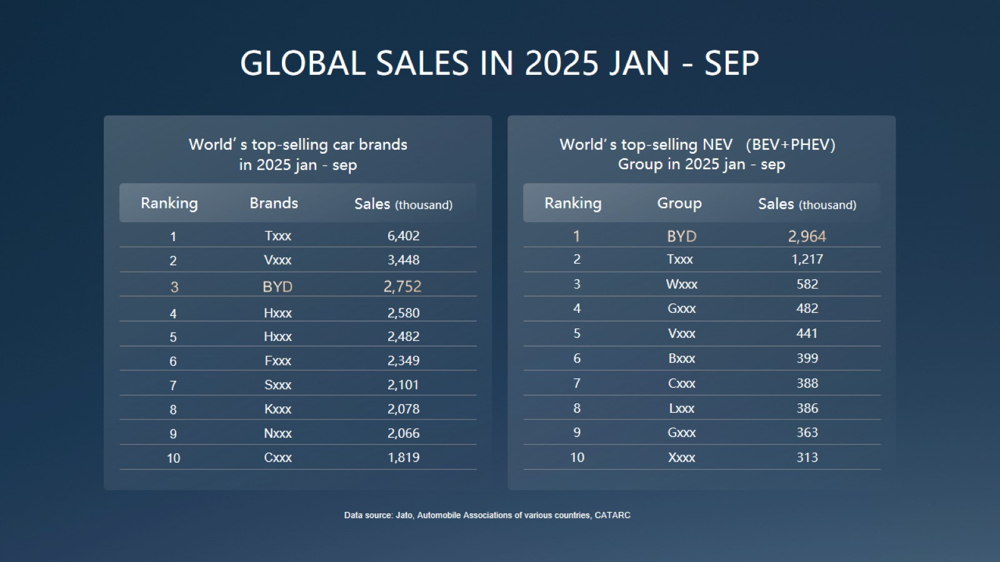 GLOBAL SALES IN 2025 JAN - SEP
World’s top-selling car brands
in 2025 jan - sep
Ranking Brands Sales (thousand)
1 Txxx 6,402
2 Vxxx 3,448
3 BYD 2,752
4 Hxxx 2,580
5 Hxxx 2,482
6 Fxxx 2,349
7 Sxxx 2,101
8 Kxxx 2,078
9 Nxxx 2,066
10 Cxxx 1,819
World’s top-selling NEV (BEV+PHEV)
Group in 2025 jan - sep
Ranking Group Sales (thousand)
1 BYD 2,964
2 Txxx 1,217
3 Wxxx 582
4 Gxxx 482
5 Vxxx 441
6 Bxxx 399
7 Cxxx 388
8 Lxxx 386
9 Gxxx 363
10 Xxxx 313
Data source: Jato, Automobile Associations of various countries, CATARC